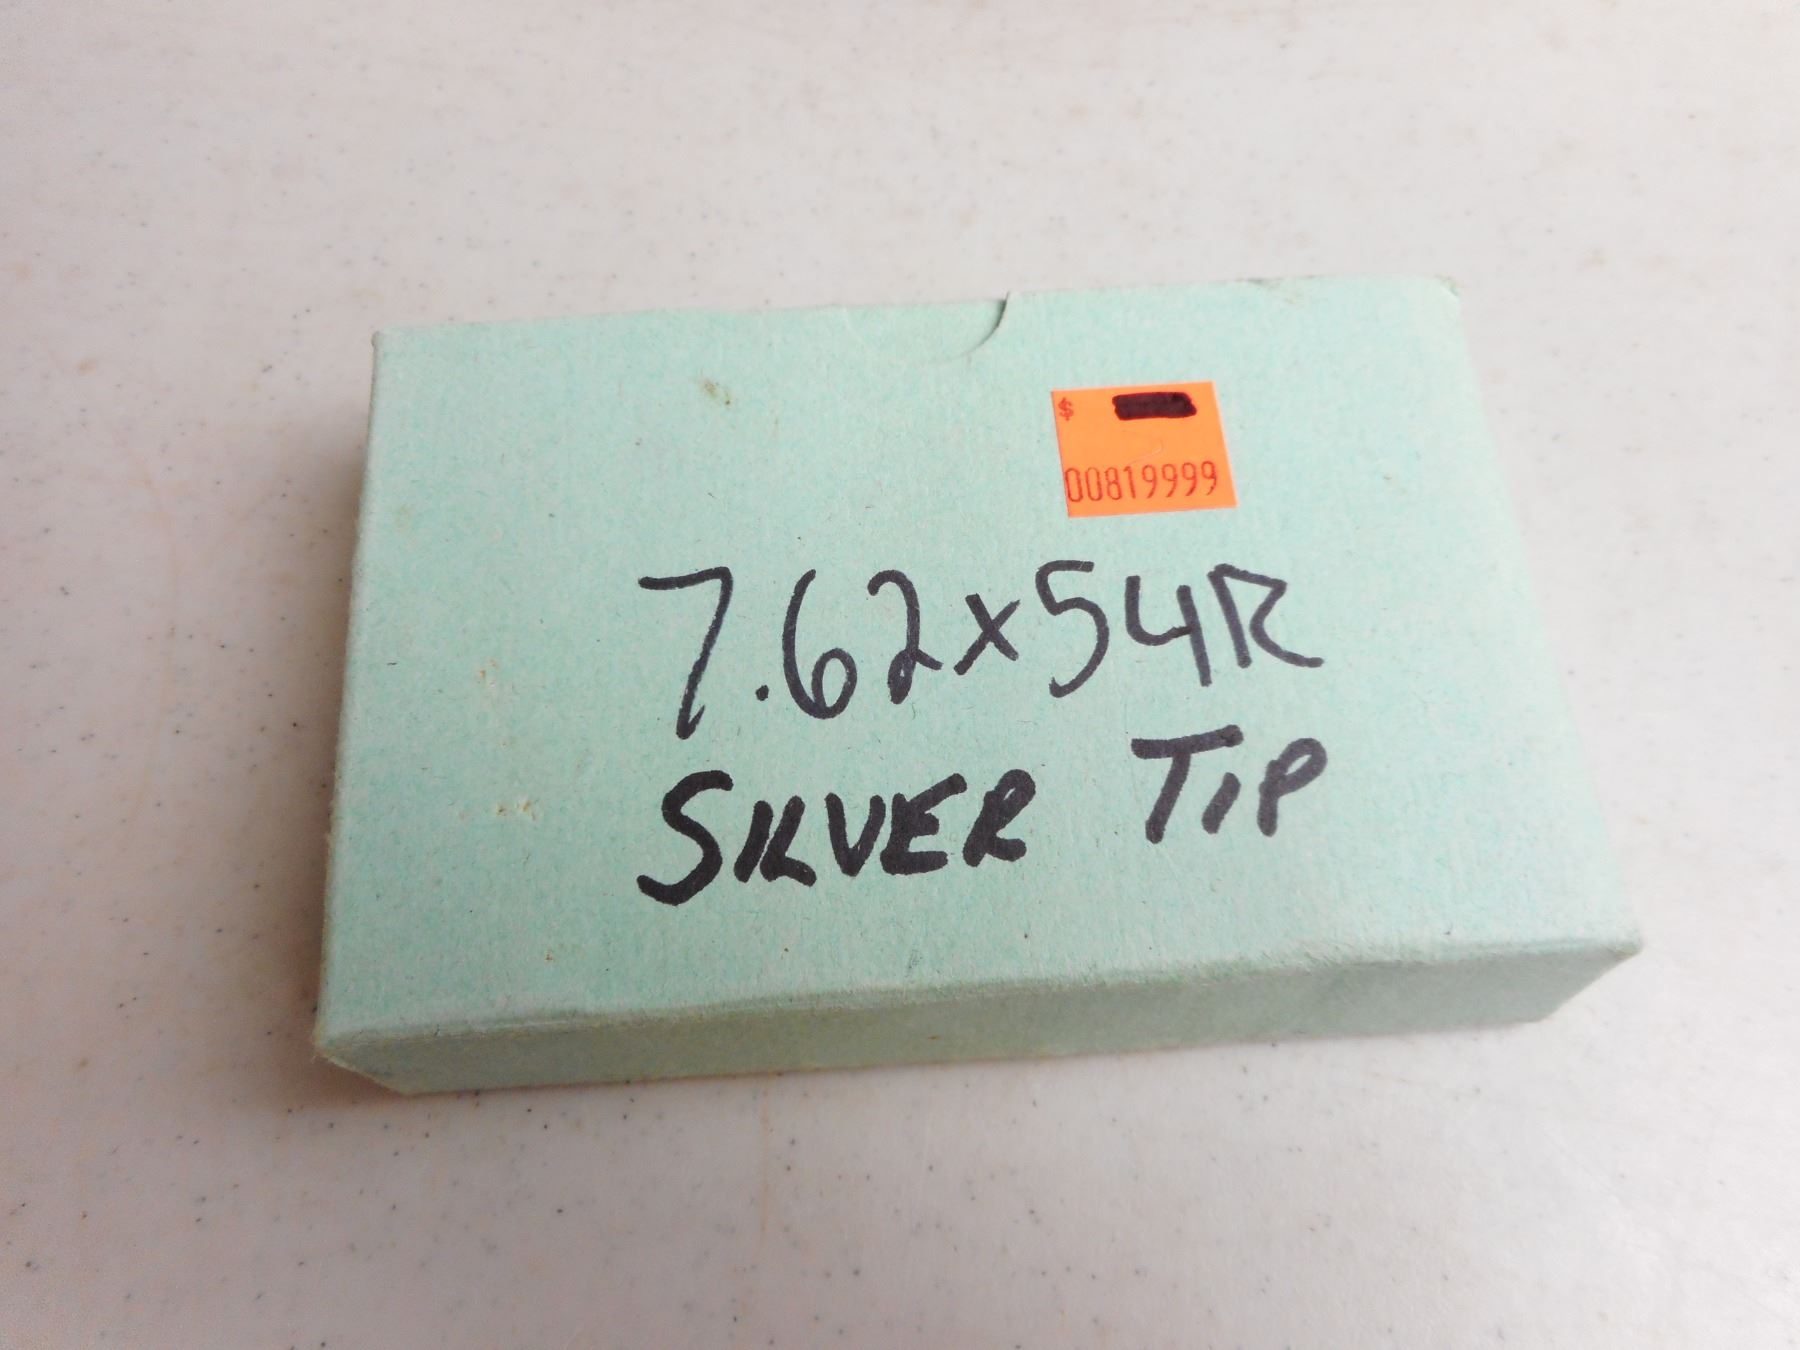 $
00819999
7.62x54R
SILVER TIP